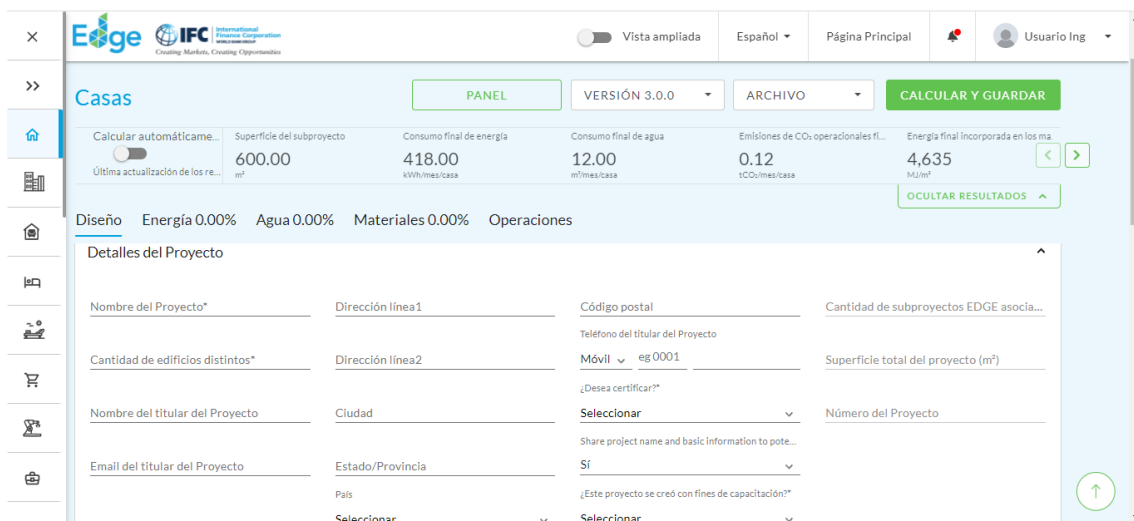 Edge
IFC
International
Finance Corporation
WORLD BANK GROUP
Creating Markets, Creating Opportunities
Vista ampliada
Español
Página Principal
Usuario Ing
Casas
PANEL
VERSIÓN 3.0.0
ARCHIVO
CALCULAR Y GUARDAR
Calcular automáticame...
Última actualización de los re...
Superficie del subproyecto
600.00
m²
Consumo final de energía
418.00
kWh/mes/casa
Consumo final de agua
12.00
m³/mes/casa
Emisiones de CO₂ operacionales fi...
0.12
tCO₂/mes/casa
Energía final incorporada en los ma.
4,635
MJ/m²
OCULTAR RESULTADOS
Diseño Energía 0.00% Agua 0.00% Materiales 0.00% Operaciones
Detalles del Proyecto
Nombre del Proyecto*
Dirección línea1
Código postal
Cantidad de subproyectos EDGE asocia...
Teléfono del titular del Proyecto
Cantidad de edificios distintos*
Dirección línea2
Móvil eg 0001
Superficie total del proyecto (m²)
¿Desea certificar?*
Nombre del titular del Proyecto
Ciudad
Seleccionar
Número del Proyecto
Share project name and basic information to pote...
Email del titular del Proyecto
Estado/Provincia
Sí
País
¿Este proyecto se creó con fines de capacitación?*
Seleccionar
Seleccionar